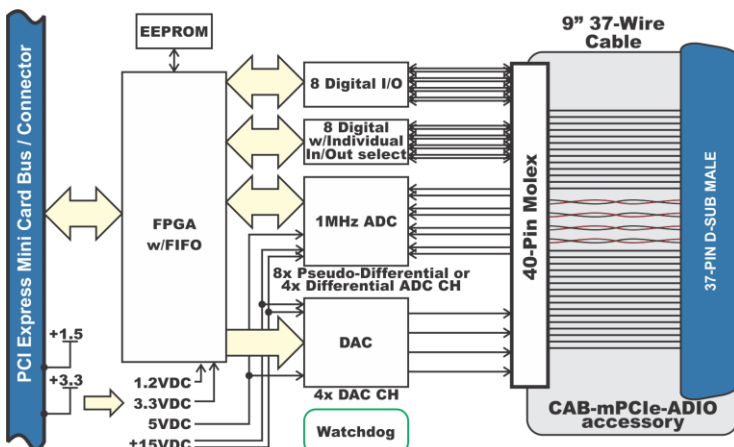 PCI Express Mini Card Bus / Connector
EEPROM
FPGA
w/FIFO
8 Digital I/O
8 Digital
w/Individual
In/Out select
1MHz ADC
8x Pseudo-Differential or
4x Differential ADC CH
DAC
4x DAC CH
Watchdog
+1.5
+3.3
1.2VDC
3.3VDC
5VDC
±15VDC
40-Pin Molex
9” 37-Wire
Cable
37-PIN D-SUB MALE
CAB-mPCIe-ADIO
accessory